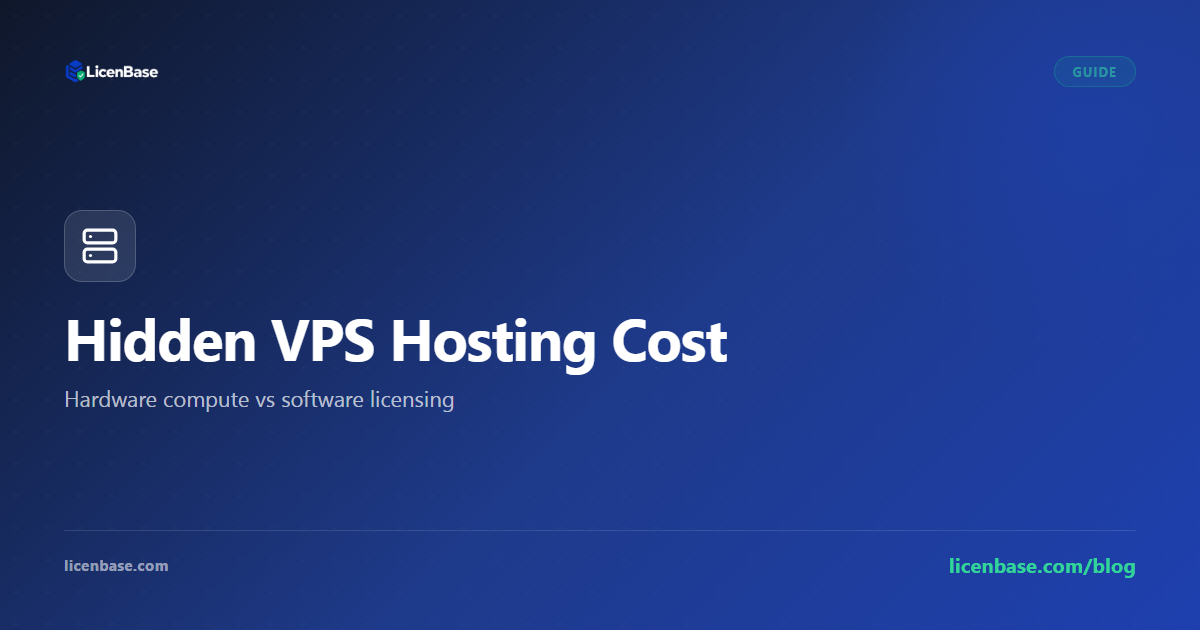 LicenBase
GUIDE
Hidden VPS Hosting Cost
Hardware compute vs software licensing
licenbase.com
licenbase.com/blog